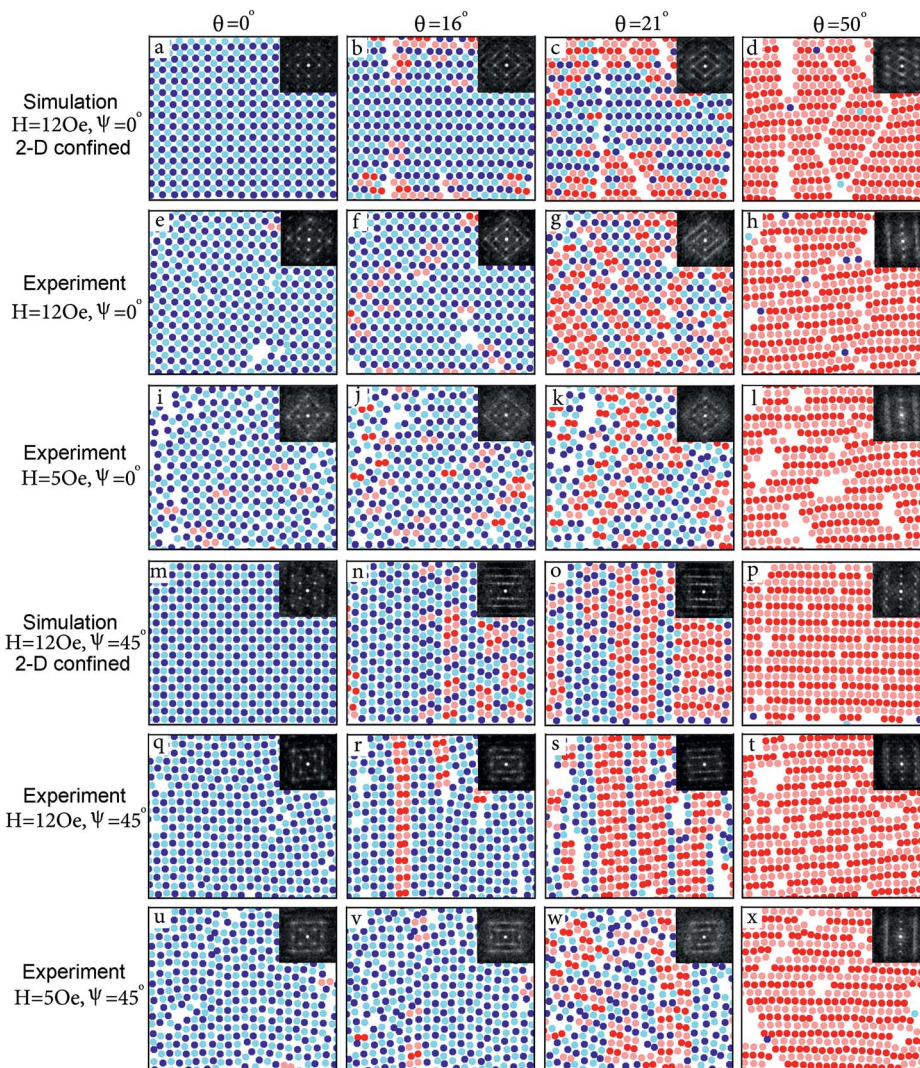 θ=0°
θ=16°
θ=21°
θ=50°
a
b
c
d
Simulation
H=12Oe, Ψ=0°
2-D confined
e
f
g
h
Experiment
H=12Oe, Ψ=0°
i
j
k
l
Experiment
H=5Oe, Ψ=0°
m
n
o
p
Simulation
H=12Oe, Ψ=45°
2-D confined
q
r
s
t
Experiment
H=12Oe, Ψ=45°
u
v
w
x
Experiment
H=5Oe, Ψ=45°